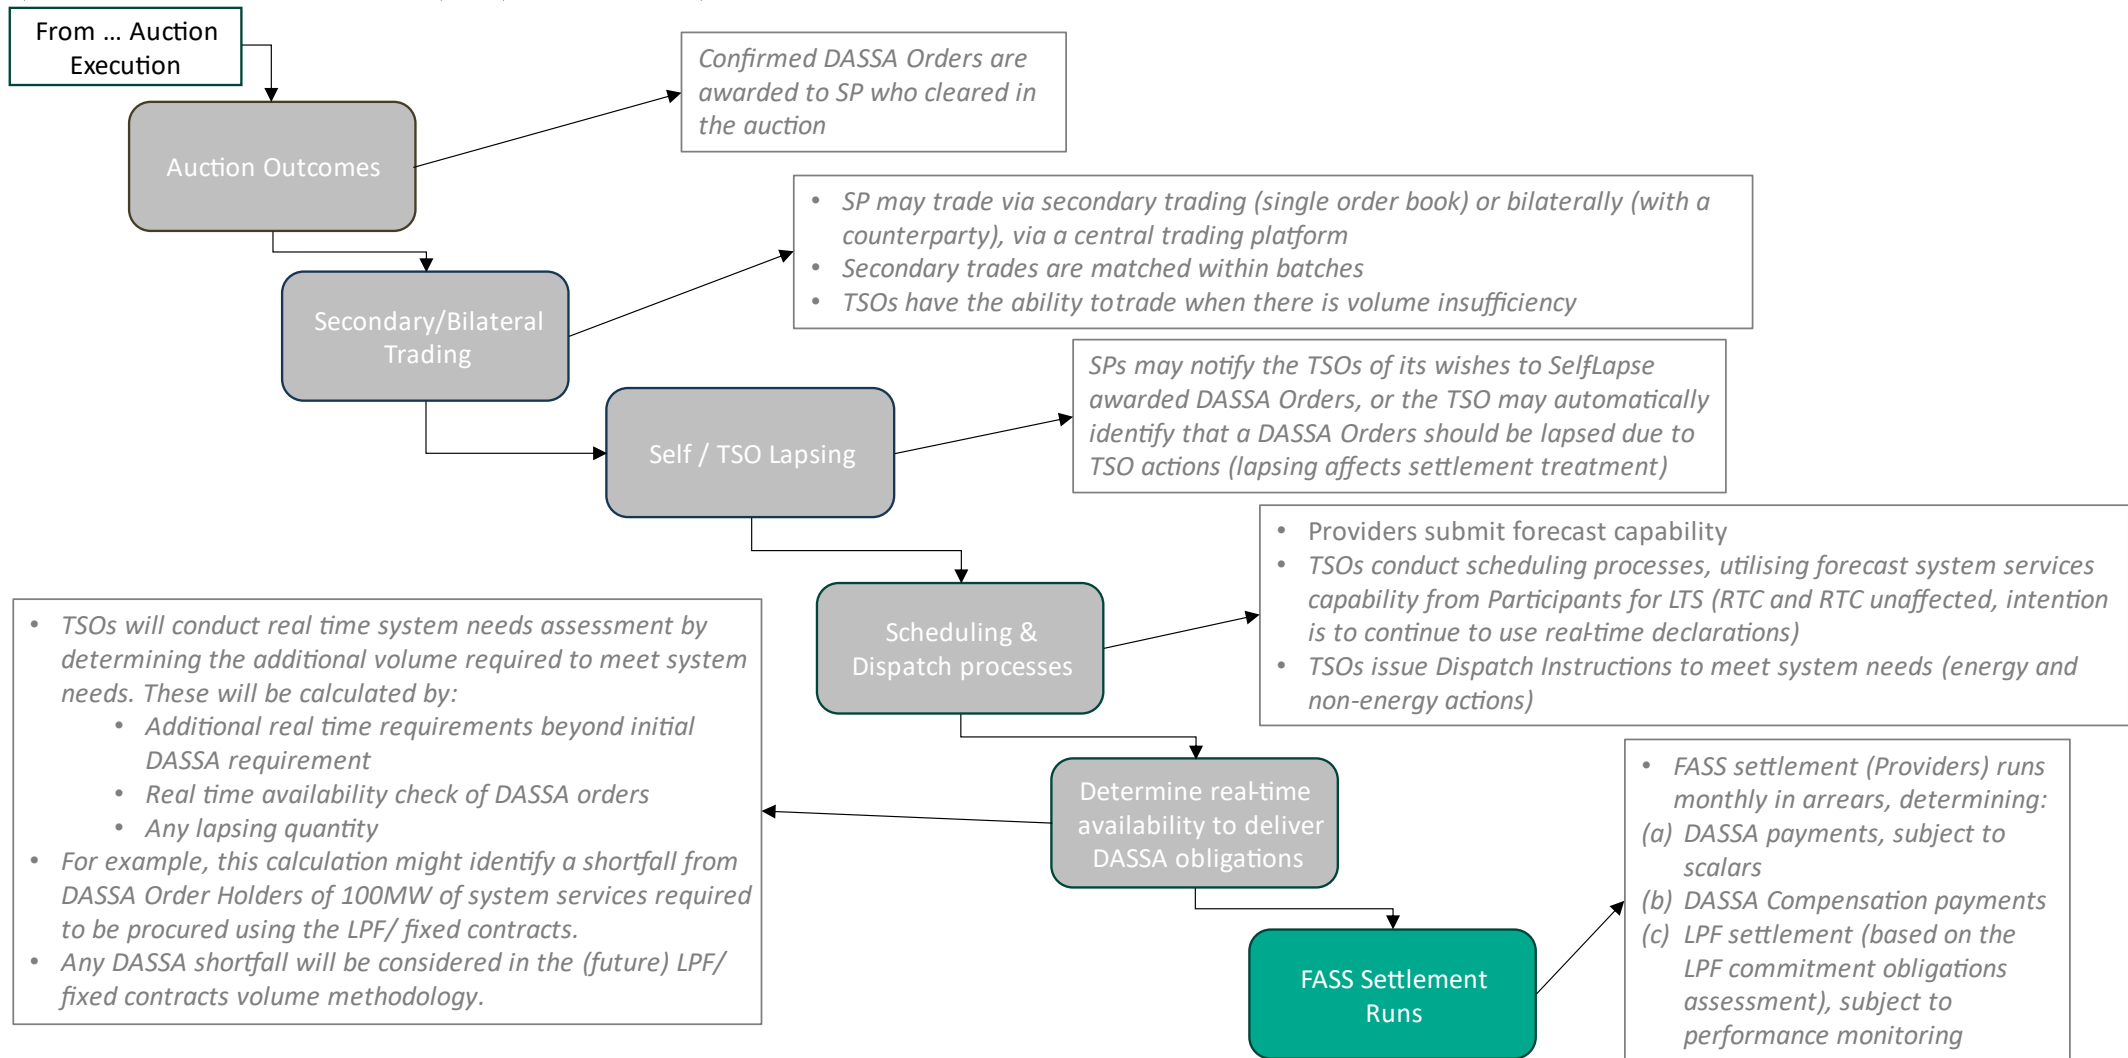 From ... Auction
Execution
Auction Outcomes
Confirmed DASSA Orders are
awarded to SP who cleared in
the auction
Secondary/Bilateral
Trading
• SP may trade via secondary trading (single order book) or bilaterally (with a
counterparty), via a central trading platform
• Secondary trades are matched within batches
• TSOs have the ability totrade when there is volume insufficiency
Self / TSO Lapsing
SPs may notify the TSOs of its wishes to Self-Lapse
awarded DASSA Orders, or the TSO may automatically
identify that a DASSA Orders should be lapsed due to
TSO actions (lapsing affects settlement treatment)
Scheduling &
Dispatch processes
• Providers submit forecast capability
• TSOs conduct scheduling processes, utilising forecast system services
capability from Participants for LTS (RTC and RTC unaffected, intention
is to continue to use real-time declarations)
• TSOs issue Dispatch Instructions to meet system needs (energy and
non-energy actions)
Determine real-time
availability to deliver
DASSA obligations
• TSOs will conduct real time system needs assessment by
determining the additional volume required to meet system
needs. These will be calculated by:
• Additional real time requirements beyond initial
DASSA requirement
• Real time availability check of DASSA orders
• Any lapsing quantity
• For example, this calculation might identify a shortfall from
DASSA Order Holders of 100MW of system services required
to be procured using the LPF/ fixed contracts.
• Any DASSA shortfall will be considered in the (future) LPF/
fixed contracts volume methodology.
FASS Settlement
Runs
• FASS settlement (Providers) runs
monthly in arrears, determining:
(a) DASSA payments, subject to
scalars
(b) DASSA Compensation payments
(c) LPF settlement (based on the
LPF commitment obligations
assessment), subject to
performance monitoring